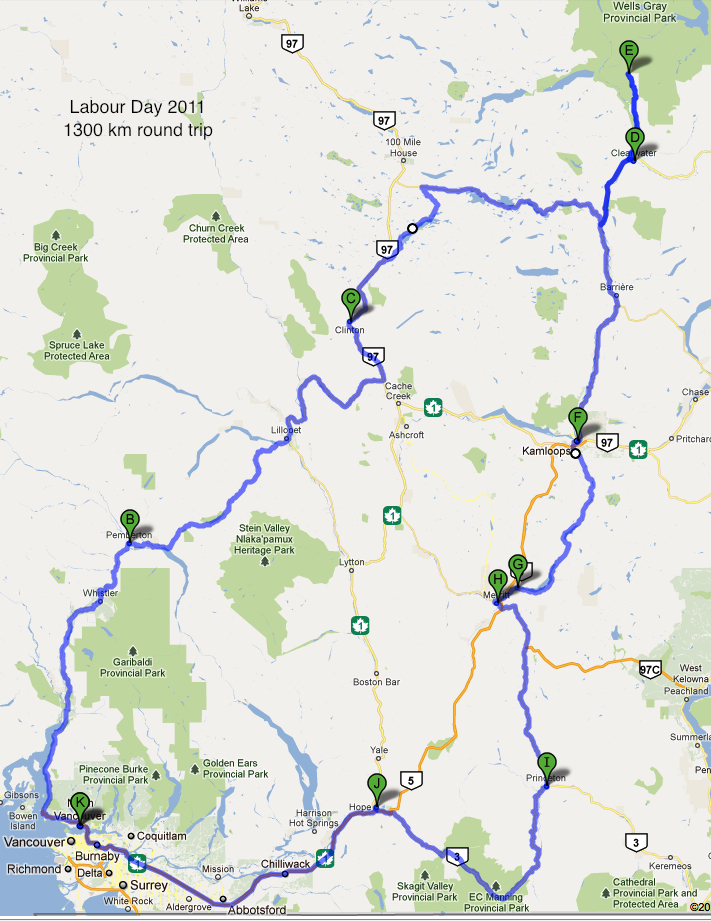 Williams
Lake
Wells Gray
Provincial Park
97
E
Labour Day 2011
1300 km round trip
97
100 Mile
House
D
Clearwater
Churn Creek
Protected Area
Big Creek
Provincial Park
97
C
Clinton
Barrière
Spruce Lake
Protected Area
97
Cache
Creek
1
Chase
Lillooet
Ashcroft
F
97
1
Pritchard
Kamloops
B
Pemberton
1
Stein Valley
Nlaka'pamux
Heritage Park
Lytton
G
H
Merritt
Whistler
1
Garibaldi
Provincial Park
97C
West
Kelowna
Peachland
Boston Bar
Summerland
Yale
I
Princeton
Pen
Golden Ears
Provincial Park
Pinecone Burke
Provincial Park
5
J
Hope
Gibsons
Bowen
Island
K
North
Vancouver
Harrison
Hot Springs
Coquitlam
Vancouver
Burnaby
1
1
3
3
Chilliwack
Keremeos
Richmond
Delta
Surrey
Mission
Skagit Valley
Provincial Park
EC Manning
Provincial Park
Cathedral
Provincial Park and
Protected Area
White Rock
Aldergrove
Abbotsford
©20